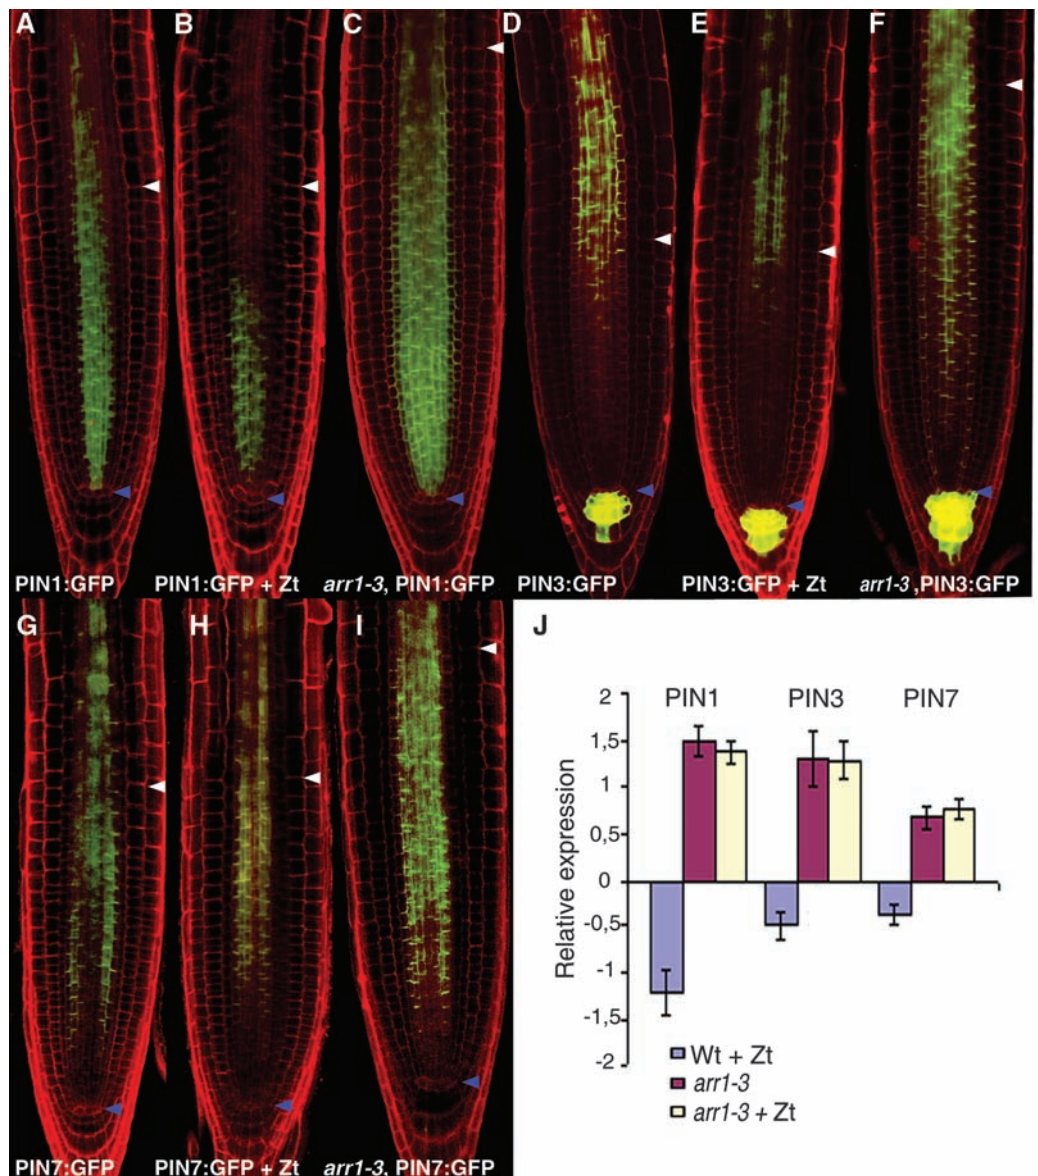 A B C D E F
PIN1:GFP PIN1:GFP + Zt arr1-3, PIN1:GFP PIN3:GFP PIN3:GFP + Zt arr1-3 ,PIN3:GFP
G H I J
PIN7:GFP PIN7:GFP + Zt arr1-3, PIN7:GFP
PIN1 PIN3 PIN7
Relative expression
2
1,5
1
0,5
0
-0,5
-1
-1,5
-2
Wt + Zt
arr1-3
arr1-3 + Zt